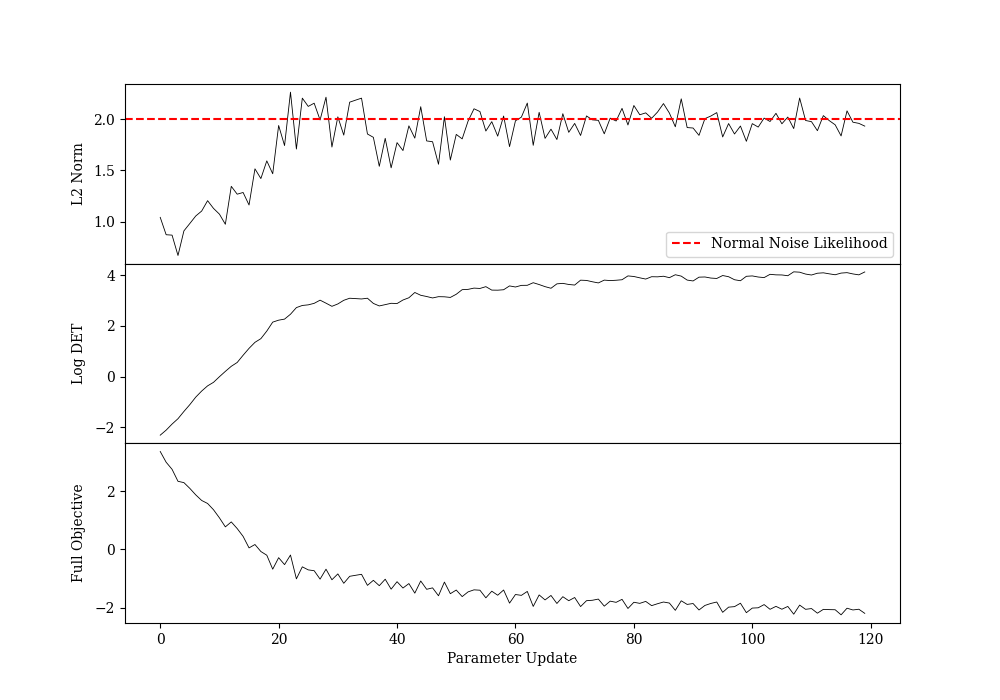 2.0
1.5
1.0
L2 Norm
Normal Noise Likelihood
4
2
0
−2
Log DET
2
0
−2
Full Objective
0 20 40 60 80 100 120
Parameter Update